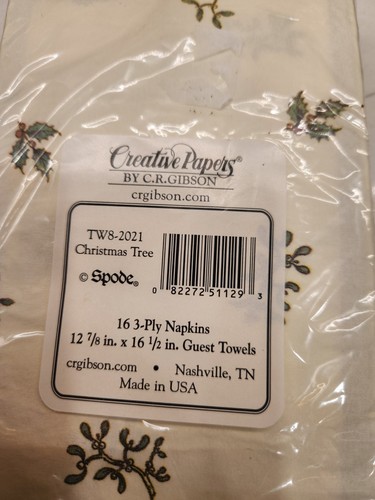 Creative Papers®
BY C.R.GIBSON
crgibson.com
TW8-2021
Christmas Tree
© Spode®
0 82272 51129 3
16 3-Ply Napkins
12 7/8 in. x 16 1/2 in. Guest Towels
crgibson.com • Nashville, TN
Made in USA